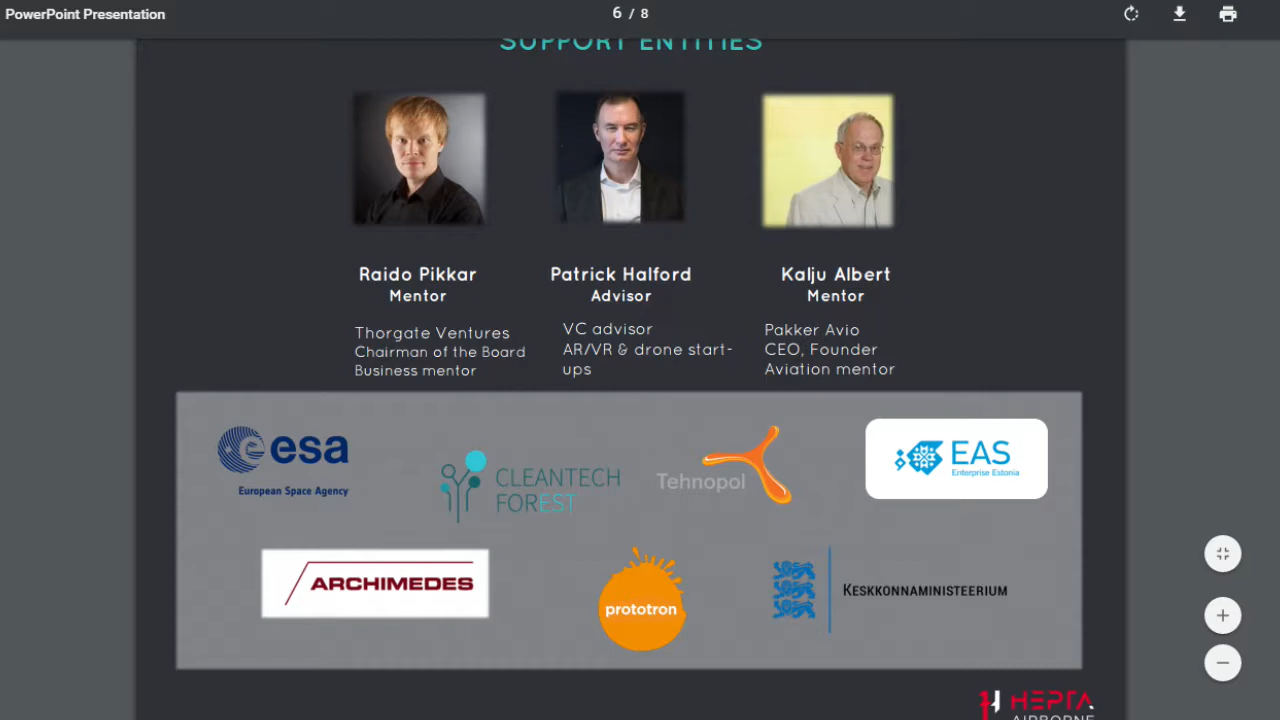 PowerPoint Presentation
6 / 8
SUPPORT ENTITIES
Raido Pikkar
Mentor
Thorgate Ventures
Chairman of the Board
Business mentor
Patrick Halford
Advisor
VC advisor
AR/VR & drone start-
ups
Kalju Albert
Mentor
Pakker Avio
CEO, Founder
Aviation mentor
esa
European Space Agency
CLEANTECH
FOREST
Tehnopol
EAS
Enterprise Estonia
ARCHIMEDES
prototron
KESKKONNAMINISTEERIUM
HEPTA
AIRBORNE